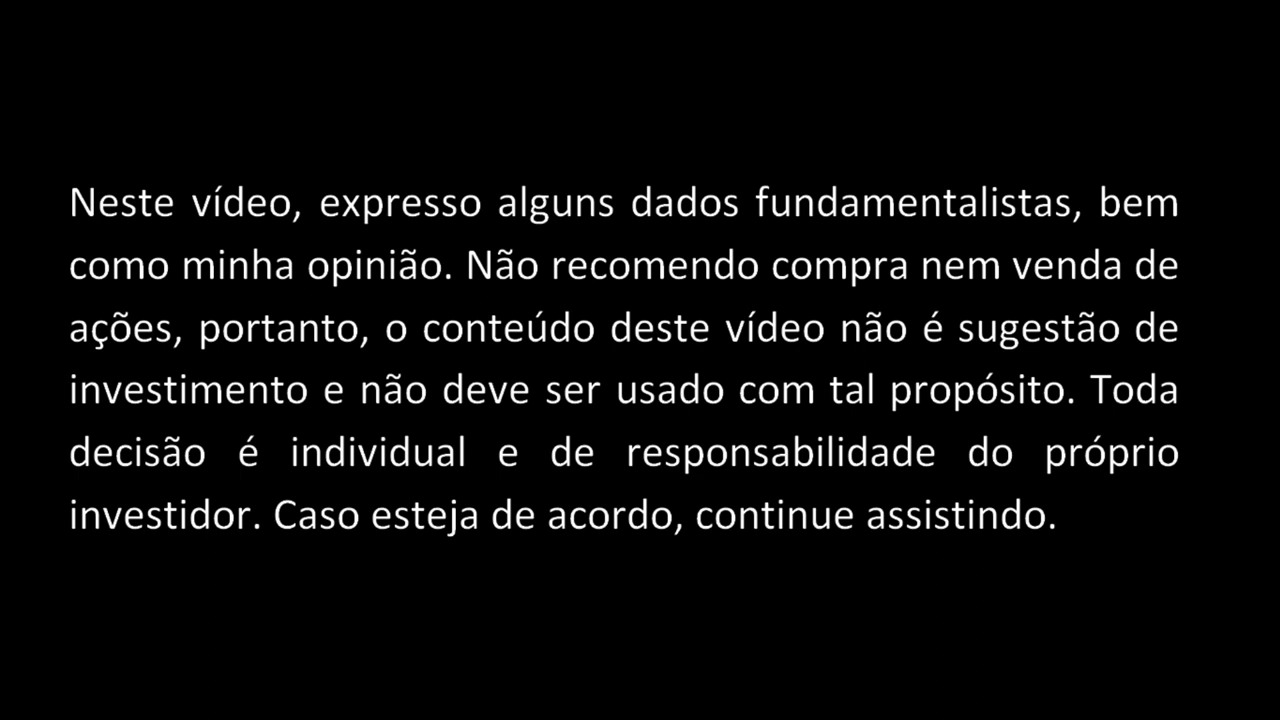 Neste vídeo, expresso alguns dados fundamentalistas, bem
como minha opinião. Não recomendo compra nem venda de
ações, portanto, o conteúdo deste vídeo não é sugestão de
investimento e não deve ser usado com tal propósito. Toda
decisão é individual e de responsabilidade do próprio
investidor. Caso esteja de acordo, continue assistindo.